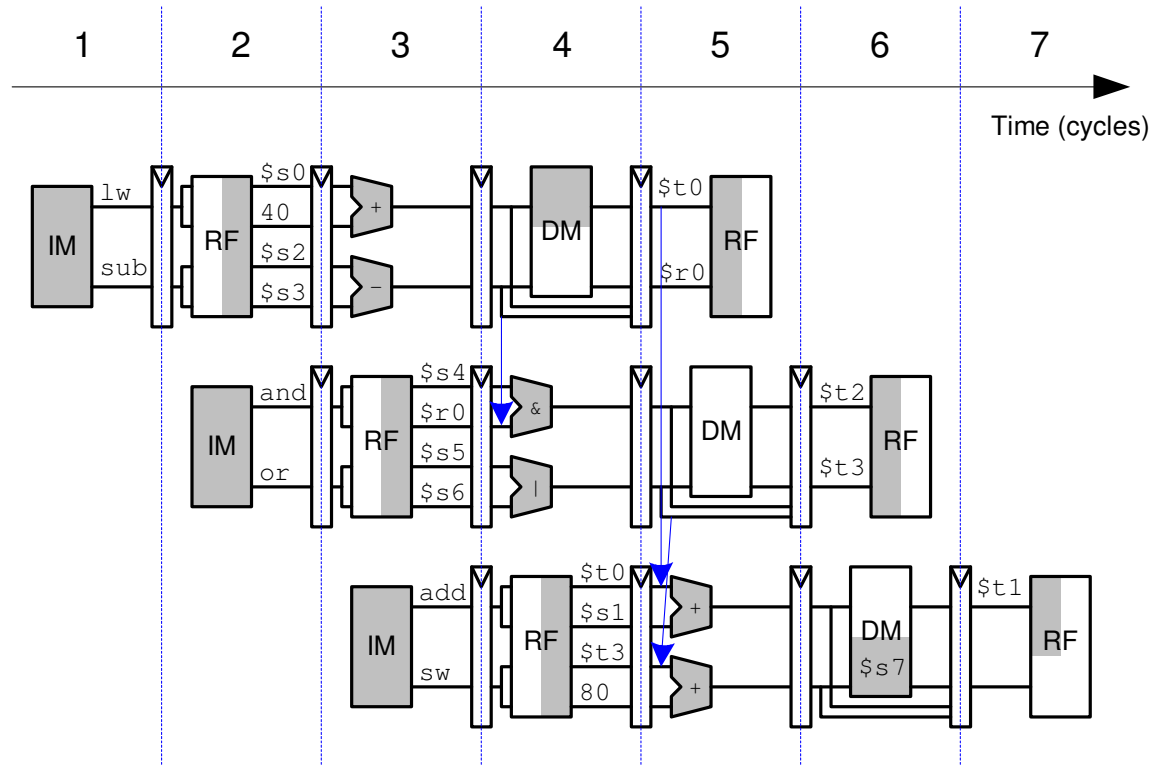 1 2 3 4 5 6 7
Time (cycles)
IM lw sub RF $s0 40 $s2 $s3 + - DM $t0 $r0 RF
IM and or RF $s4 $r0 $s5 $s6 & | DM $t2 $t3 RF
IM add sw RF $t0 $s1 $t3 80 + + DM $s7 $t1 RF